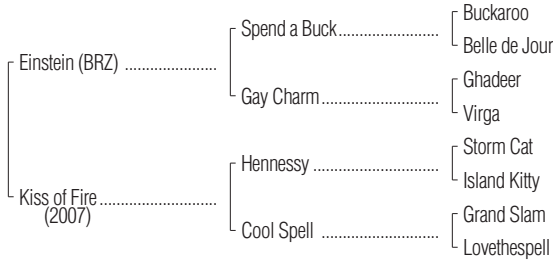 Buckaroo
Spend a Buck
Belle de Jour
Einstein (BRZ)
Ghadeer
Gay Charm
Virga
Storm Cat
Hennessy
Island Kitty
Kiss of Fire
(2007)
Grand Slam
Cool Spell
Lovethespell